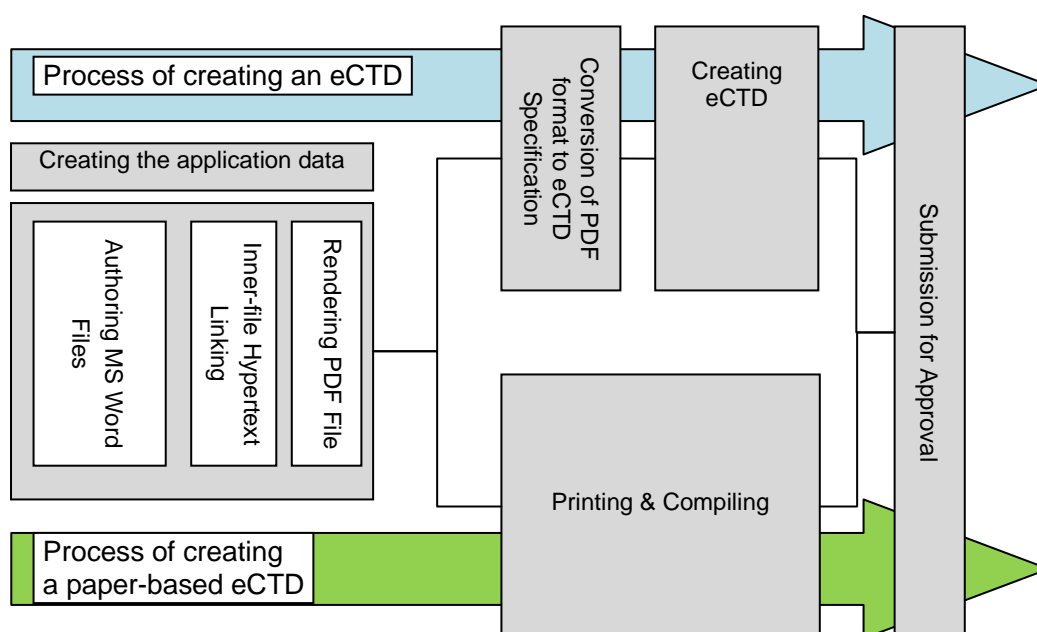 Process of creating an eCTD
Creating the application data
Authoring MS Word
Files
Inner-file Hypertext
Linking
Rendering PDF File
Conversion of PDF
format to eCTD
Specification
Creating
eCTD
Printing & Compiling
Submission for Approval
Process of creating
a paper-based eCTD